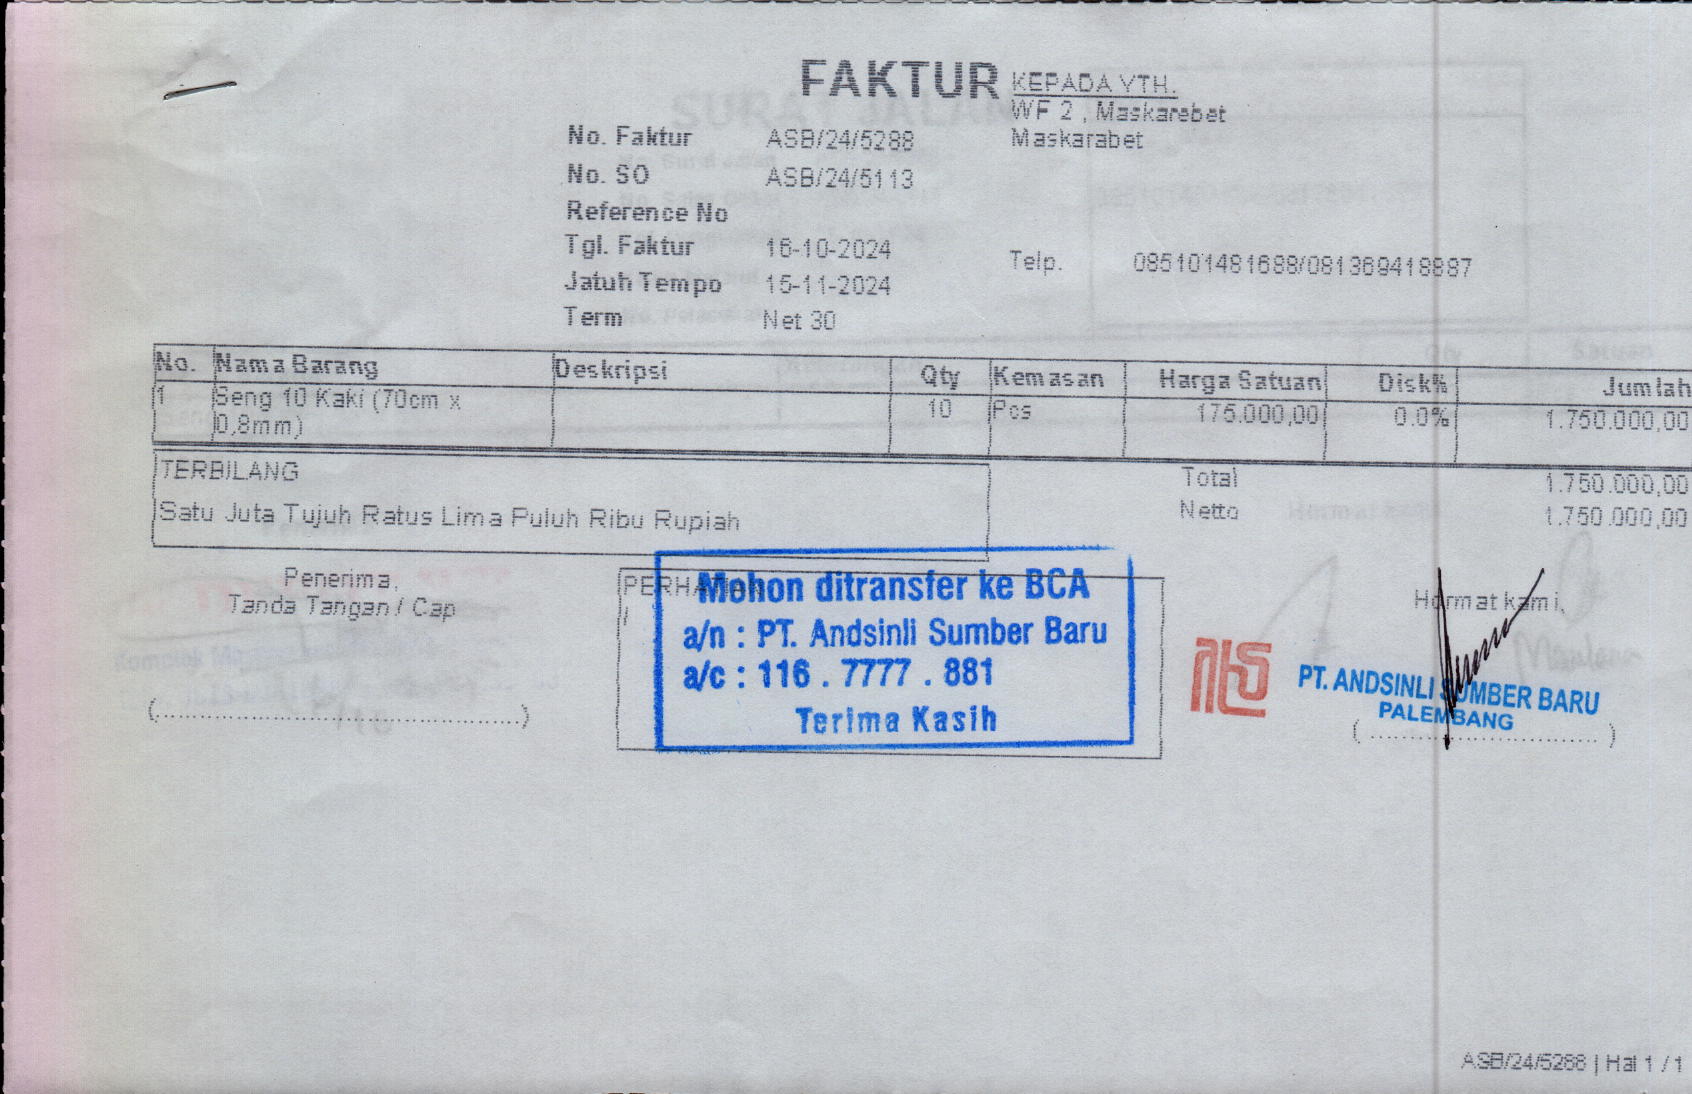 FAKTUR
KEPADA YTH.
WF 2 , Maskarebet
Maskarabet
No. Faktur ASB/24/5288
No. SO ASB/24/5113
Reference No
Tgl. Faktur 16-10-2024
Jatuh Tempo 15-11-2024
Term Net 30
Telp. 085101481688/081369418887
No. Nama Barang Deskripsi Qty Kemasan Harga Satuan Disk% Jumlah
1 Seng 10 Kaki (70cm x 10 Pcs 175.000,00 0.0% 1.750.000,00
0,8mm)
TERBILANG
Satu Juta Tujuh Ratus Lima Puluh Ribu Rupiah
Total 1.750.000,00
Netto 1.750.000,00
Penerima,
Tanda Tangan / Cap
(........................................)
PERHATIAN
Mohon ditransfer ke BCA
a/n : PT. Andsinli Sumber Baru
a/c : 116 . 7777 . 881
Terima Kasih
Hormat kami,
PT. ANDSINLI SUMBER BARU
PALEMBANG
(..............................)
ASB/24/5288 | Hal 1 / 1